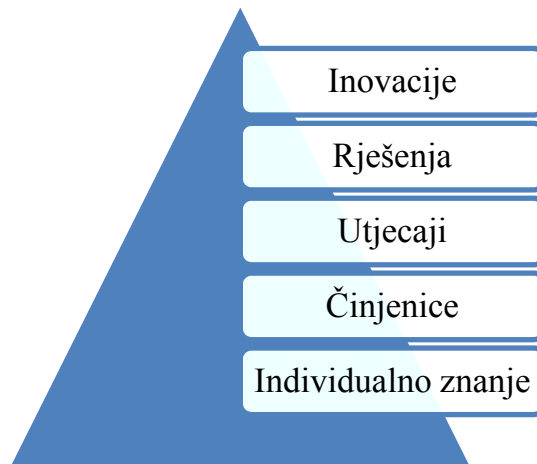 Inovacije
Rješenja
Utjecaji
Činjenice
Individualno znanje